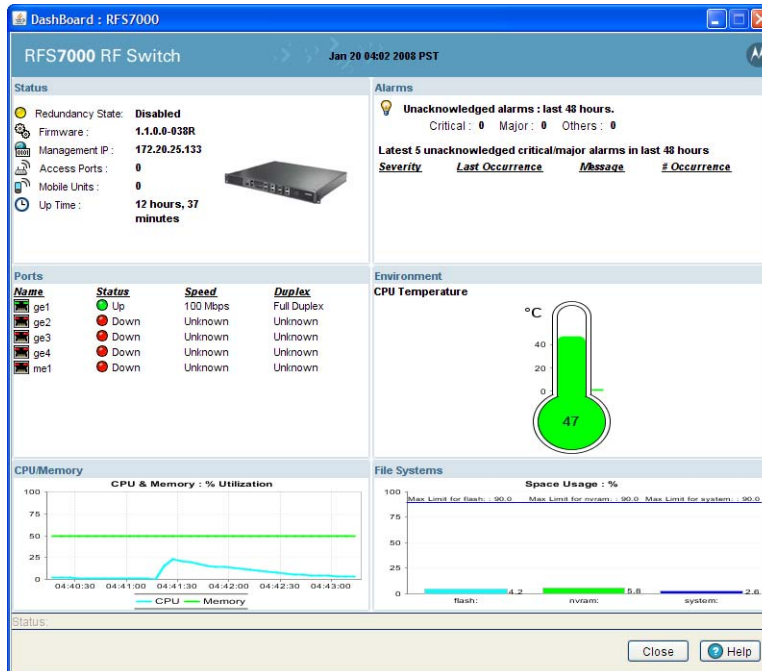 DashBoard : RFS7000
RFS7000 RF Switch
Jan 20 04:02 2008 PST
Status
Redundancy State: Disabled
Firmware : 1.1.0.0-038R
Management IP : 172.20.25.133
Access Ports : 0
Mobile Units : 0
Up Time : 12 hours, 37
minutes
Alarms
Unacknowledged alarms : last 48 hours.
Critical : 0 Major : 0 Others : 0
Latest 5 unacknowledged critical/major alarms in last 48 hours
Severity Last Occurrence Message # Occurrence
Ports
Name Status Speed Duplex
ge1 Up 100 Mbps Full Duplex
ge2 Down Unknown Unknown
ge3 Down Unknown Unknown
ge4 Down Unknown Unknown
me1 Down Unknown Unknown
Environment
CPU Temperature
°C
40
20
0
47
CPU/Memory
CPU & Memory : % Utilization
100
75
50
25
0
04:40:30 04:41:00 04:41:30 04:42:00 04:42:30 04:43:00
CPU Memory
File Systems
Space Usage : %
100
Max Limit for flash: : 90.0 Max Limit for nvram: : 90.0 Max Limit for system: : 90.0
75
50
25
0
4.2 5.8 2.6
flash: nvram: system:
Status:
Close Help